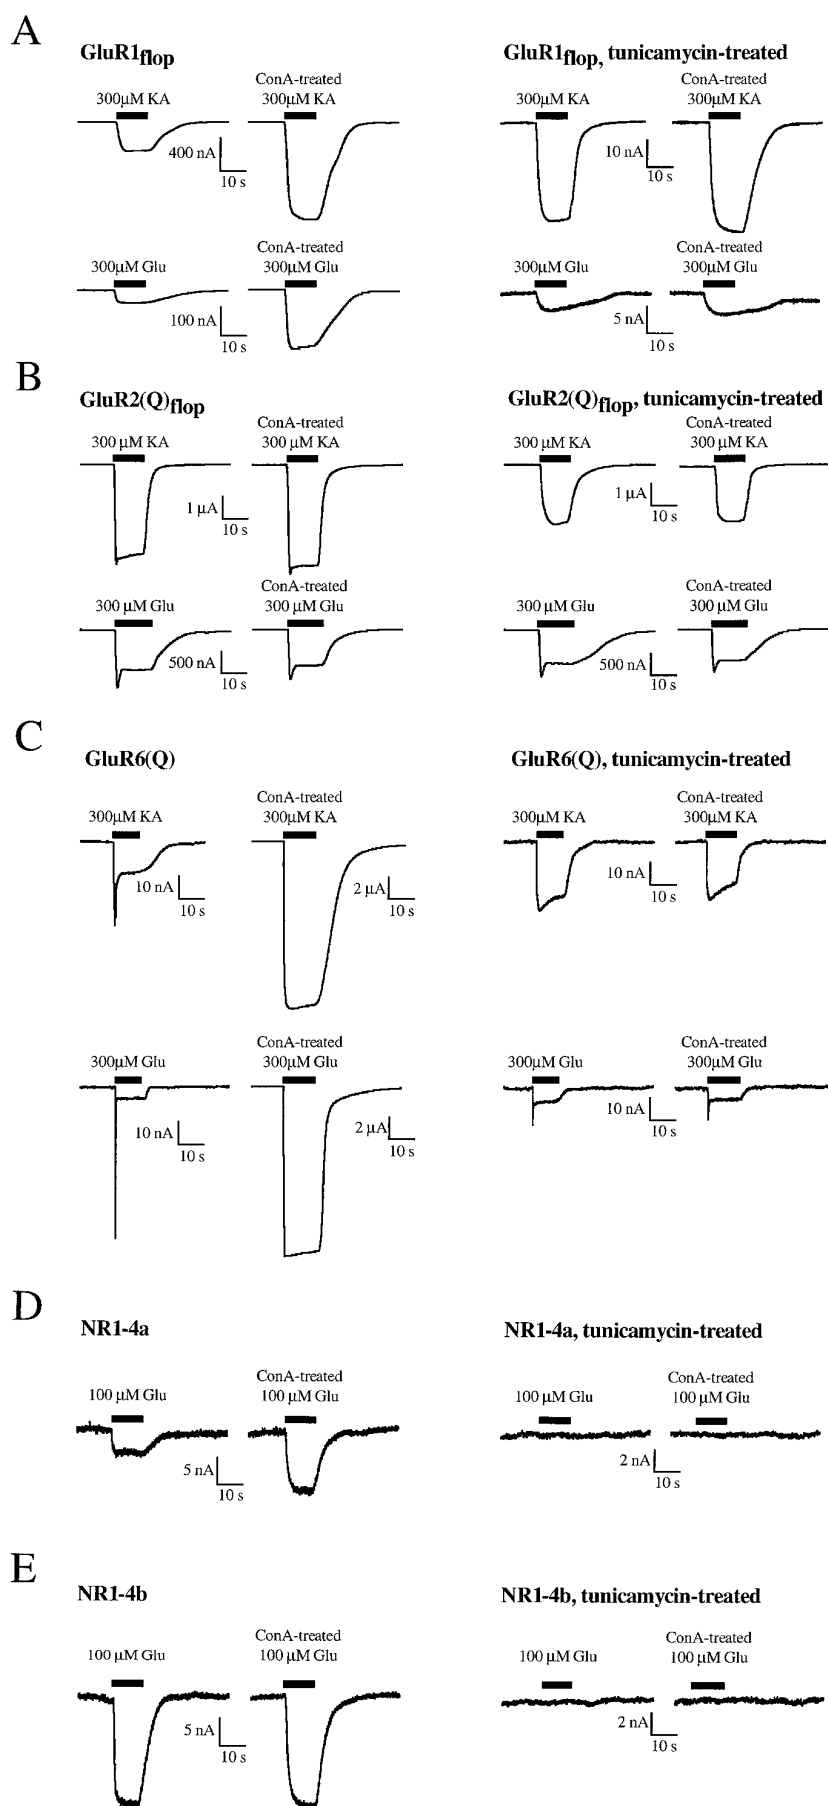 A
GluR1flop
GluR1flop, tunicamycin-treated
ConA-treated
ConA-treated
300µM KA
300µM KA
300µM KA
300µM KA
400 nA
10 s
10 nA
10 s
ConA-treated
ConA-treated
300µM Glu
300µM Glu
300µM Glu
300µM Glu
100 nA
10 s
5 nA
10 s
B
GluR2(Q)flop
GluR2(Q)flop, tunicamycin-treated
ConA-treated
ConA-treated
300 µM KA
300 µM KA
300 µM KA
300 µM KA
1 µA
10 s
1 µA
10 s
ConA-treated
ConA-treated
300 µM Glu
300 µM Glu
300 µM Glu
300 µM Glu
500 nA
10 s
500 nA
10 s
C
GluR6(Q)
GluR6(Q), tunicamycin-treated
ConA-treated
ConA-treated
300µM KA
300µM KA
300µM KA
300µM KA
10 nA
10 s
2 µA
10 s
10 nA
10 s
ConA-treated
ConA-treated
300µM Glu
300µM Glu
300µM Glu
300µM Glu
10 nA
10 s
2 µA
10 s
10 nA
10 s
D
NR1-4a
NR1-4a, tunicamycin-treated
ConA-treated
ConA-treated
100 µM Glu
100 µM Glu
100 µM Glu
100 µM Glu
5 nA
10 s
2 nA
10 s
E
NR1-4b
NR1-4b, tunicamycin-treated
ConA-treated
ConA-treated
100 µM Glu
100 µM Glu
100 µM Glu
100 µM Glu
5 nA
10 s
2 nA
10 s